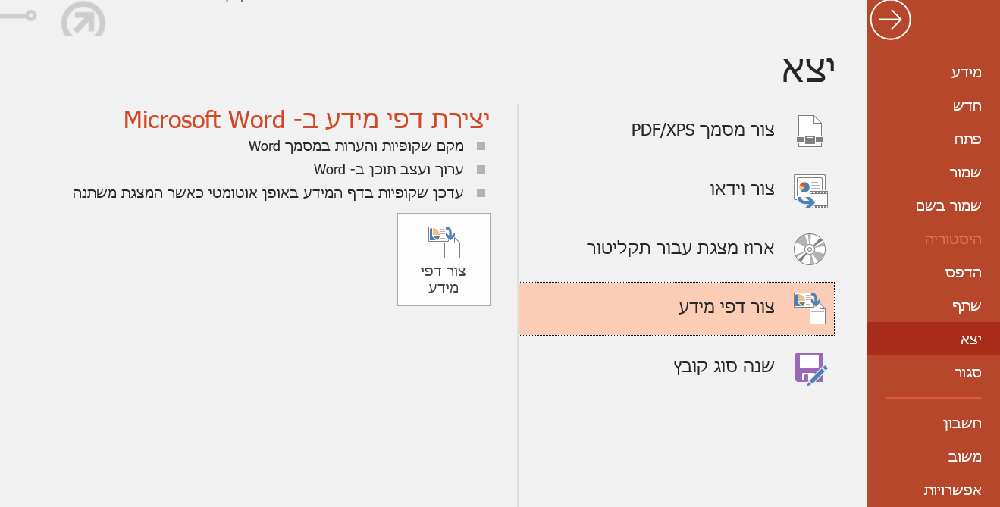 מידע
חדש
פתח
שמור
שמור בשם
היסטוריה
הדפס
שתף
יצא
סגור
חשבון
משוב
אפשרויות
יצא
צור מסמך PDF/XPS
צור וידאו
ארוז מצגת עבור תקליטור
צור דפי מידע
שנה סוג קובץ
יצירת דפי מידע ב- Microsoft Word
מקם שקופיות והערות במסמך Word
ערוך ועצב תוכן ב- Word
עדכן שקופיות בדף המידע באופן אוטומטי כאשר המצגת משתנה
צור דפי
מידע